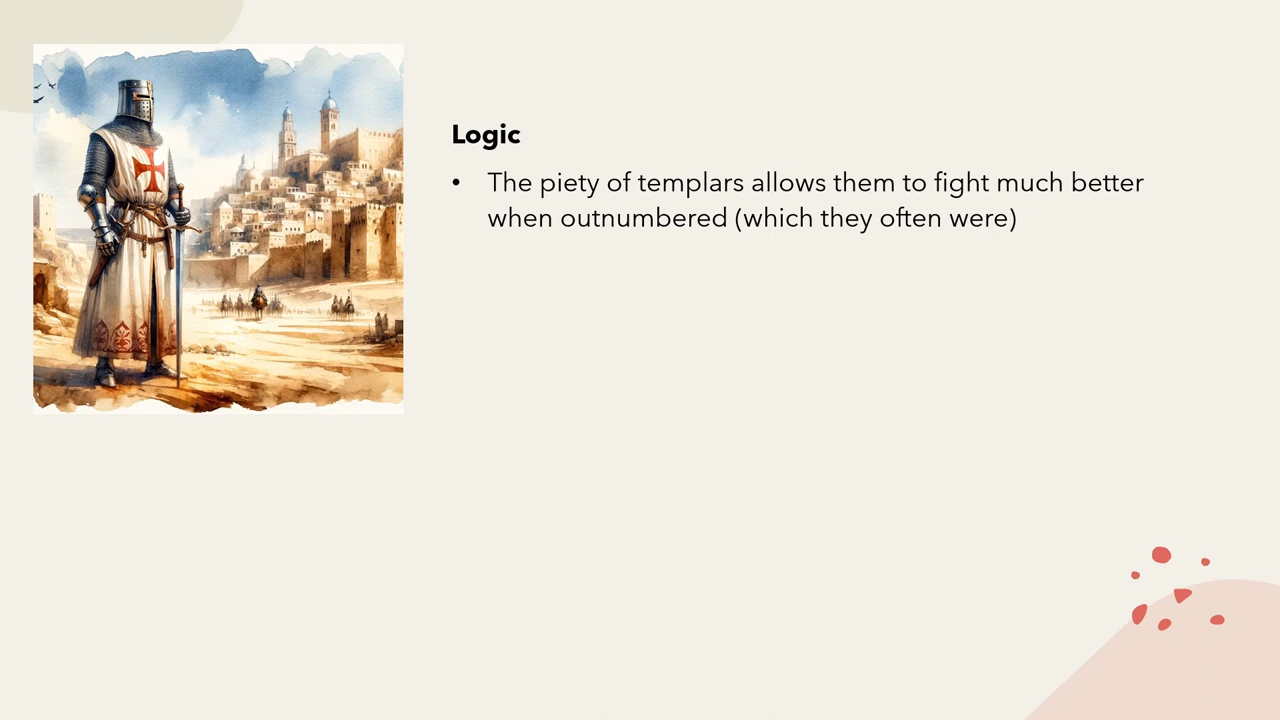 Logic
• The piety of templars allows them to fight much better
when outnumbered (which they often were)